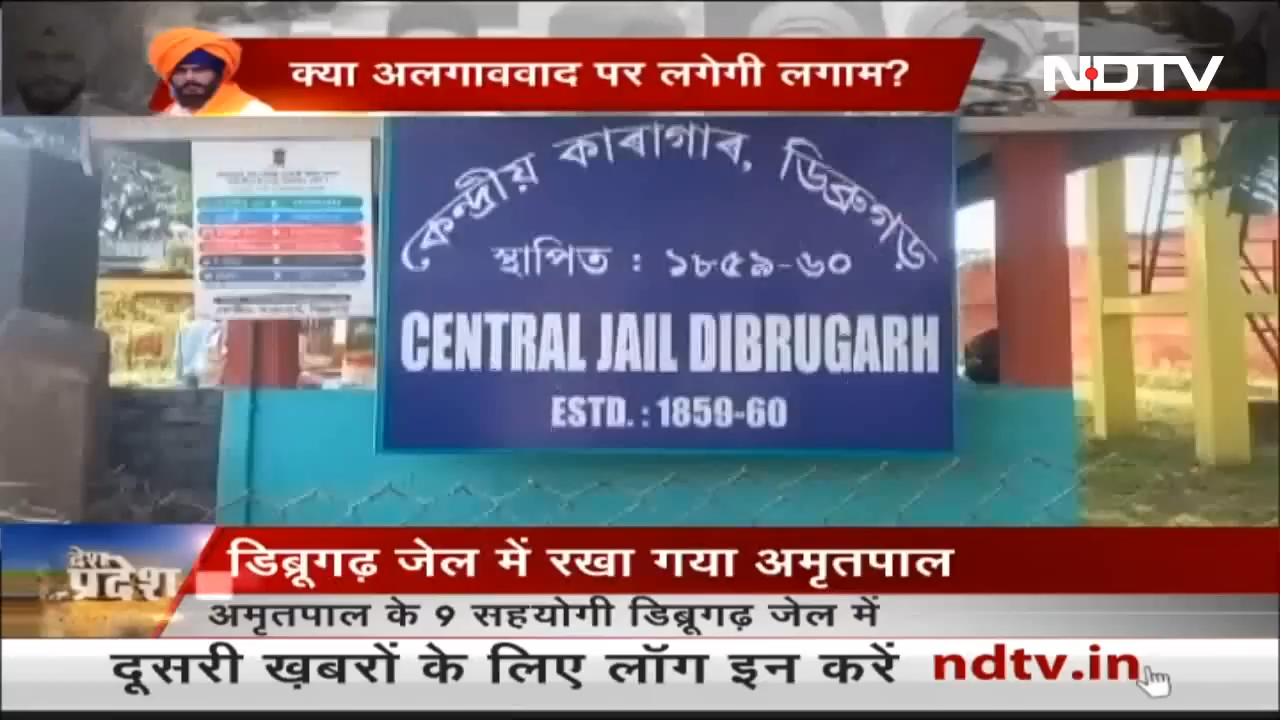 क्या अलगाववाद पर लगेगी लगाम?
NDTV
কেন্দ্ৰীয় কাৰাগাৰ, ডিব্ৰুগড়
স্থাপিত : ১৮৫৯-৬০
CENTRAL JAIL DIBRUGARH
ESTD. : 1859-60
देश
प्रदेश
डिब्रूगढ़ जेल में रखा गया अमृतपाल
अमृतपाल के 9 सहयोगी डिब्रूगढ़ जेल में
दूसरी ख़बरों के लिए लॉग इन करें ndtv.in